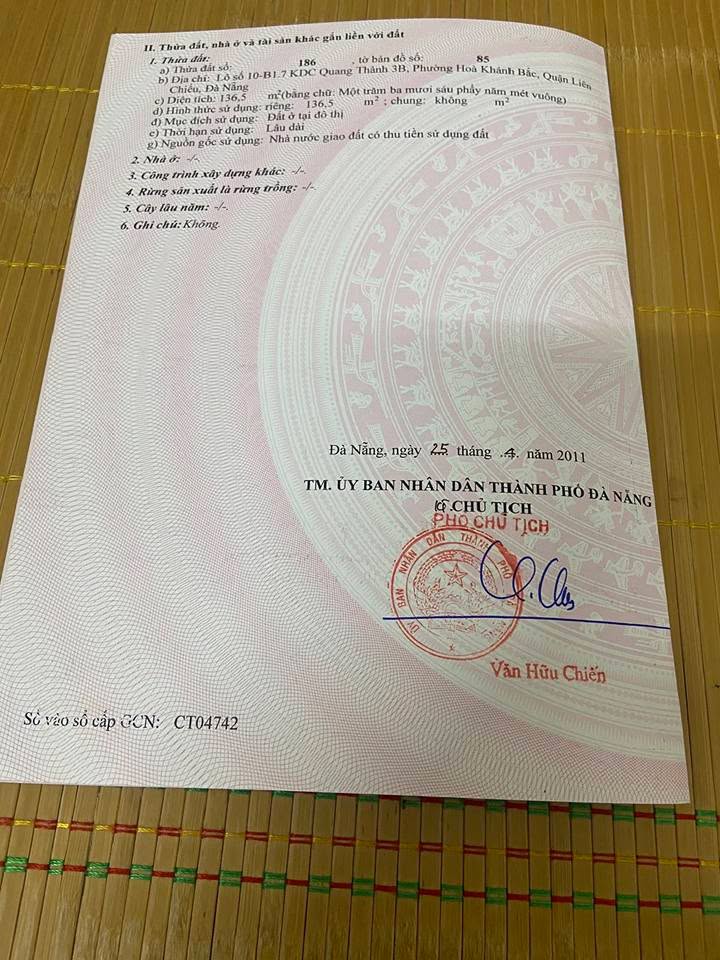 II. Thửa đất, nhà ở và tài sản khác gắn liền với đất
1. Thửa đất:
a) Thửa đất số: 186 , tờ bản đồ số: 85
b) Địa chỉ: Lô số 10-B1.7 KDC Quang Thành 3B, Phường Hoà Khánh Bắc, Quận Liên
Chiểu, Đà Nẵng
c) Diện tích: 136,5 m²(bằng chữ: Một trăm ba mươi sáu phẩy năm mét vuông)
d) Hình thức sử dụng: riêng: 136,5 m² ; chung: không m²
đ) Mục đích sử dụng: Đất ở tại đô thị
e) Thời hạn sử dụng: Lâu dài
g) Nguồn gốc sử dụng: Nhà nước giao đất có thu tiền sử dụng đất
2. Nhà ở: -/-
3. Công trình xây dựng khác: -/-.
4. Rừng sản xuất là rừng trồng: -/-.
5. Cây lâu năm: -/-.
6. Ghi chú: Không.
Đà Nẵng, ngày 25 tháng .4. năm 2011
TM. ỦY BAN NHÂN DÂN THÀNH PHỐ ĐÀ NẴNG
KT. CHỦ TỊCH
PHÓ CHỦ TỊCH
ỦY BAN NHÂN DÂN THÀNH PHỐ
Văn Hữu Chiến
Số vào sổ cấp GCN: CT04742